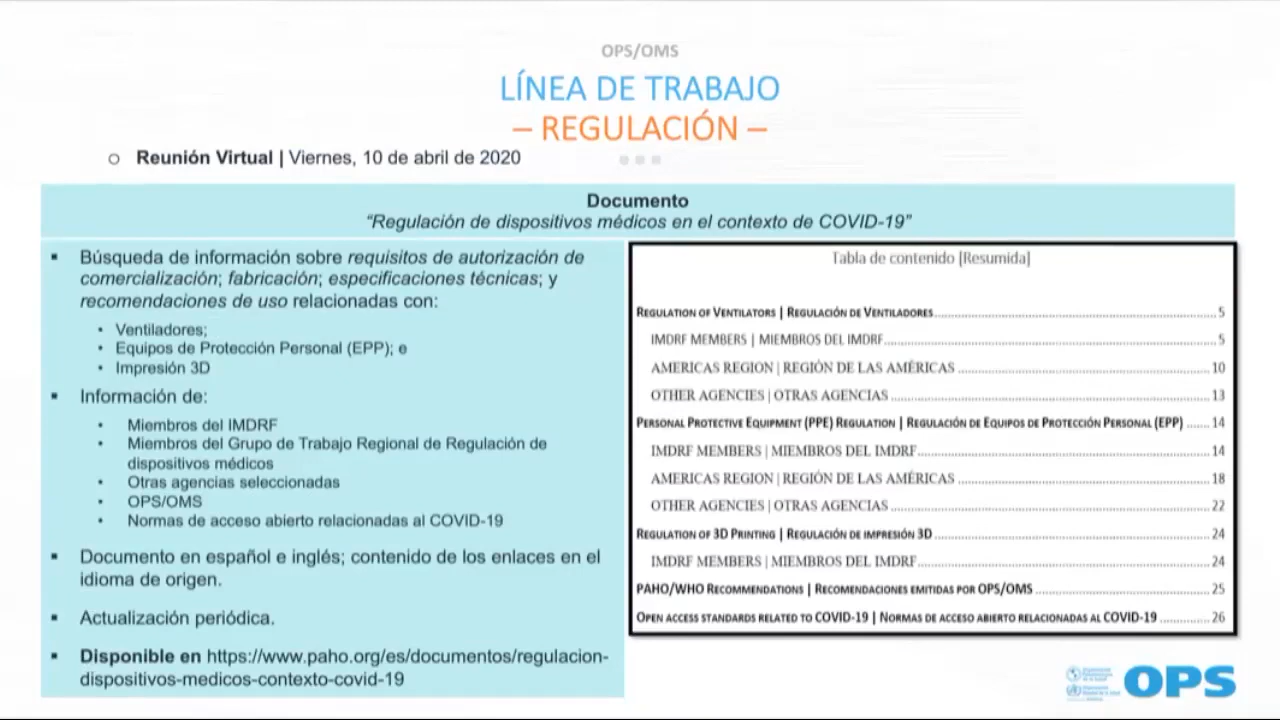 OPS/OMS
LÍNEA DE TRABAJO
– REGULACIÓN –
Reunión Virtual | Viernes, 10 de abril de 2020
Documento
“Regulación de dispositivos médicos en el contexto de COVID-19”
Búsqueda de información sobre requisitos de autorización de
comercialización; fabricación; especificaciones técnicas; y
recomendaciones de uso relacionadas con:
Ventiladores;
Equipos de Protección Personal (EPP); e
Impresión 3D
Información de:
Miembros del IMDRF
Miembros del Grupo de Trabajo Regional de Regulación de
dispositivos médicos
Otras agencias seleccionadas
OPS/OMS
Normas de acceso abierto relacionadas al COVID-19
Documento en español e inglés; contenido de los enlaces en el
idioma de origen.
Actualización periódica.
Disponible en https://www.paho.org/es/documentos/regulacion-
dispositivos-medicos-contexto-covid-19
Tabla de contenido [Resumida]
REGULATION OF VENTILATORS | REGULACIÓN DE VENTILADORES 5
IMDRF MEMBERS | MIEMBROS DEL IMDRF 5
AMERICAS REGION | REGIÓN DE LAS AMÉRICAS 10
OTHER AGENCIES | OTRAS AGENCIAS 13
PERSONAL PROTECTIVE EQUIPMENT (PPE) REGULATION | REGULACIÓN DE EQUIPOS DE PROTECCIÓN PERSONAL (EPP) 14
IMDRF MEMBERS | MIEMBROS DEL IMDRF 14
AMERICAS REGION | REGIÓN DE LAS AMÉRICAS 18
OTHER AGENCIES | OTRAS AGENCIAS 22
REGULATION OF 3D PRINTING | REGULACIÓN DE IMPRESIÓN 3D 24
IMDRF MEMBERS | MIEMBROS DEL IMDRF 24
PAHO/WHO RECOMMENDATIONS | RECOMENDACIONES EMITIDAS POR OPS/OMS 25
OPEN ACCESS STANDARDS RELATED TO COVID-19 | NORMAS DE ACCESO ABIERTO RELACIONADAS AL COVID-19 26
OPS